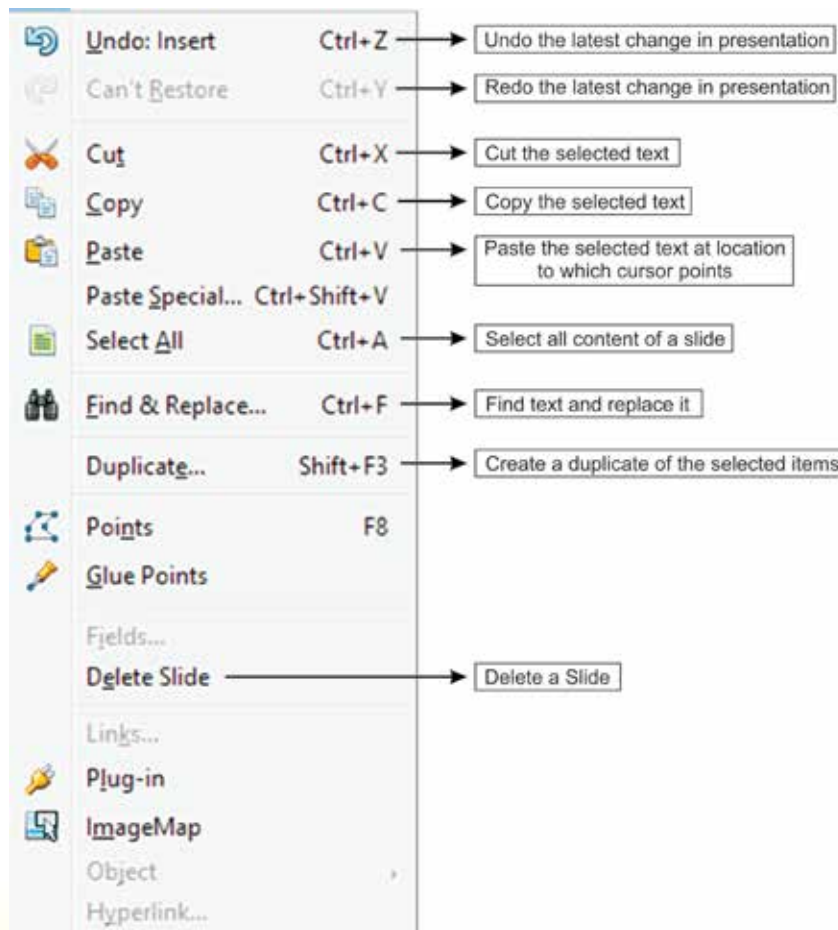 Undo: Insert Ctrl+Z Undo the latest change in presentation
Can't Restore Ctrl+Y Redo the latest change in presentation
Cut Ctrl+X Cut the selected text
Copy Ctrl+C Copy the selected text
Paste Ctrl+V Paste the selected text at location
to which cursor points
Paste Special... Ctrl+Shift+V
Select All Ctrl+A Select all content of a slide
Find & Replace... Ctrl+F Find text and replace it
Duplicate... Shift+F3 Create a duplicate of the selected items
Points F8
Glue Points
Fields...
Delete Slide Delete a Slide
Links...
Plug-in
ImageMap
Object
Hyperlink...